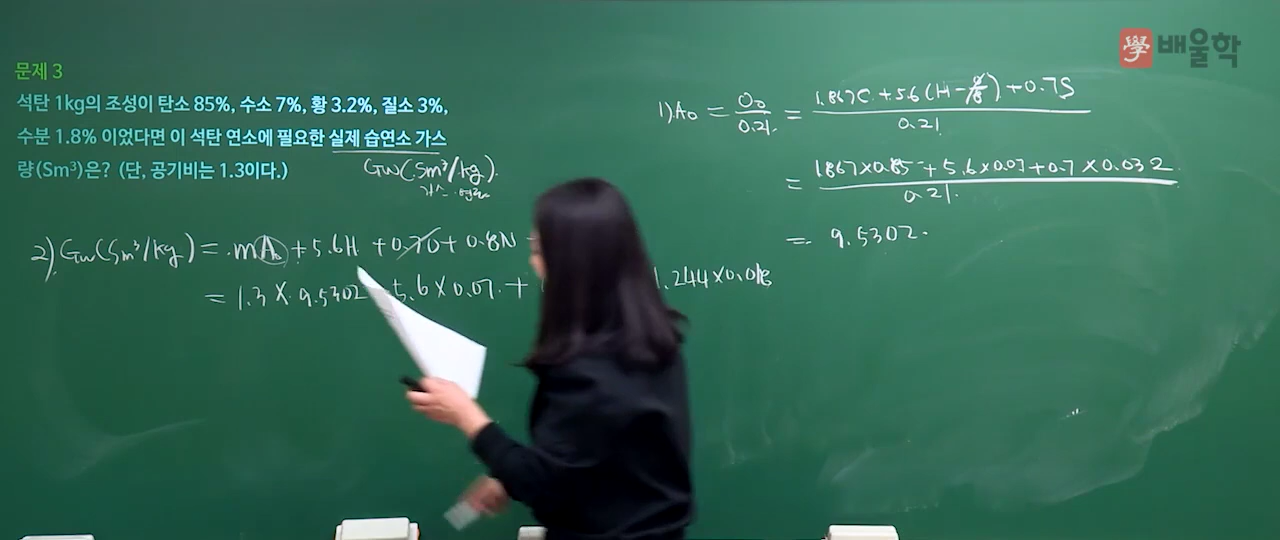 學 배울학
문제 3
석탄 1kg의 조성이 탄소 85%, 수소 7%, 황 3.2%, 질소 3%,
수분 1.8% 이었다면 이 석탄 연소에 필요한 실제 습연소 가스
량(Sm³)은? (단, 공기비는 1.3이다.)
Gw(Sm³/kg).
가스
1) A₀ = O₀/0.21 = (1.867C + 5.6(H - O/8) + 0.7S)/0.21
= (1.867×0.85 + 5.6×0.07 + 0.7×0.032)/0.21
= 9.5302.
2) Gw(Sm³/kg) = mA₀ + 5.6H + 0.7O + 0.8N
= 1.3 × 9.5302 5.6 × 0.07 + 1.244×0.018